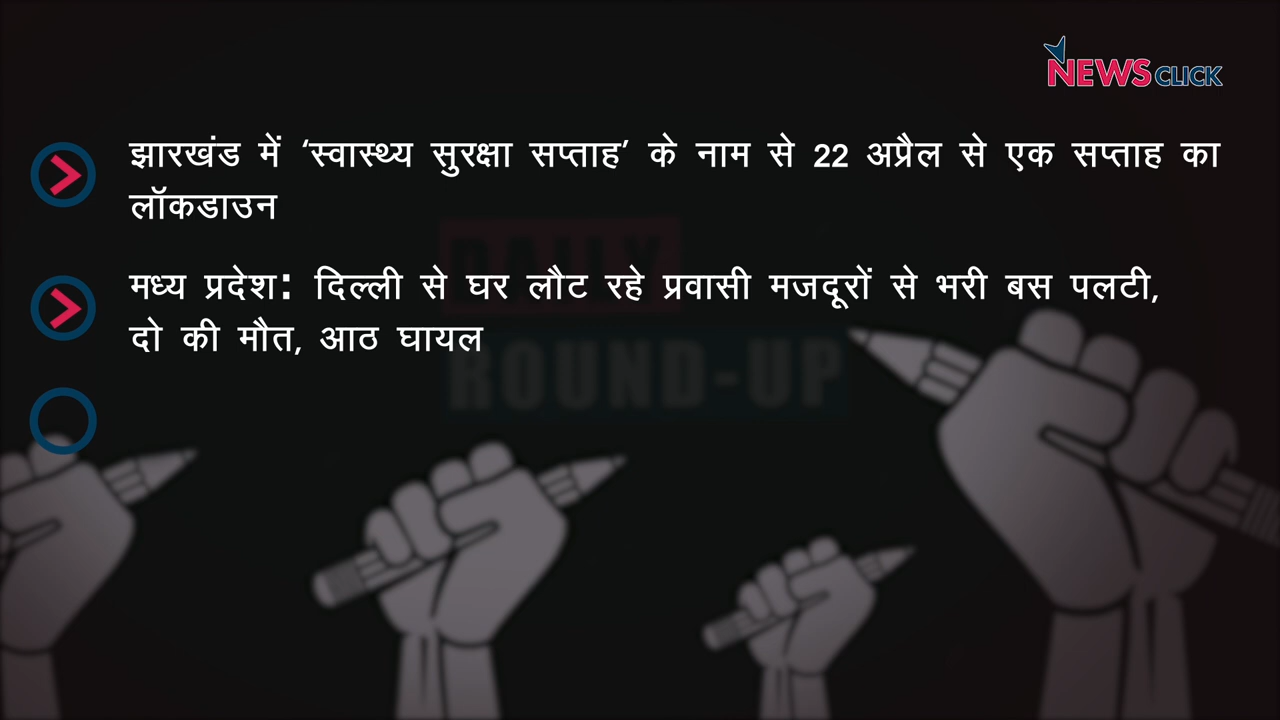 NEWSCLICK
झारखंड में ‘स्वास्थ्य सुरक्षा सप्ताह’ के नाम से 22 अप्रैल से एक सप्ताह का
लॉकडाउन
मध्य प्रदेश: दिल्ली से घर लौट रहे प्रवासी मजदूरों से भरी बस पलटी,
दो की मौत, आठ घायल
DAILY
ROUND-UP